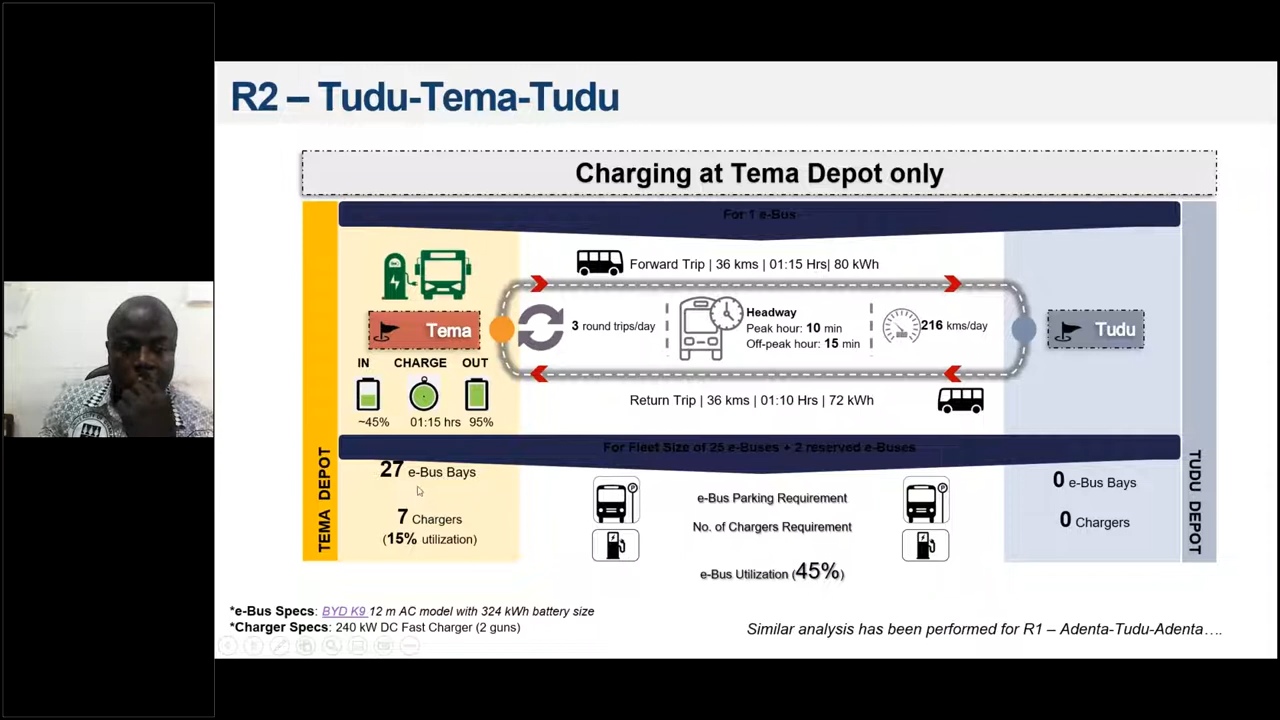 R2 – Tudu-Tema-Tudu
Charging at Tema Depot only
For 1 e-Bus
Forward Trip | 36 kms | 01:15 Hrs| 80 kWh
Tema
3 round trips/day
Headway
Peak hour: 10 min
Off-peak hour: 15 min
216 kms/day
Tudu
IN CHARGE OUT
~45% 01:15 hrs 95%
Return Trip | 36 kms | 01:10 Hrs | 72 kWh
For Fleet Size of 25 e-Buses + 2 reserved e-Buses
TEMA DEPOT
27 e-Bus Bays
7 Chargers
(15% utilization)
e-Bus Parking Requirement
No. of Chargers Requirement
e-Bus Utilization (45%)
0 e-Bus Bays
0 Chargers
TUDU DEPOT
*e-Bus Specs: BYD K9 12 m AC model with 324 kWh battery size
*Charger Specs: 240 kW DC Fast Charger (2 guns)
Similar analysis has been performed for R1 – Adenta-Tudu-Adenta….